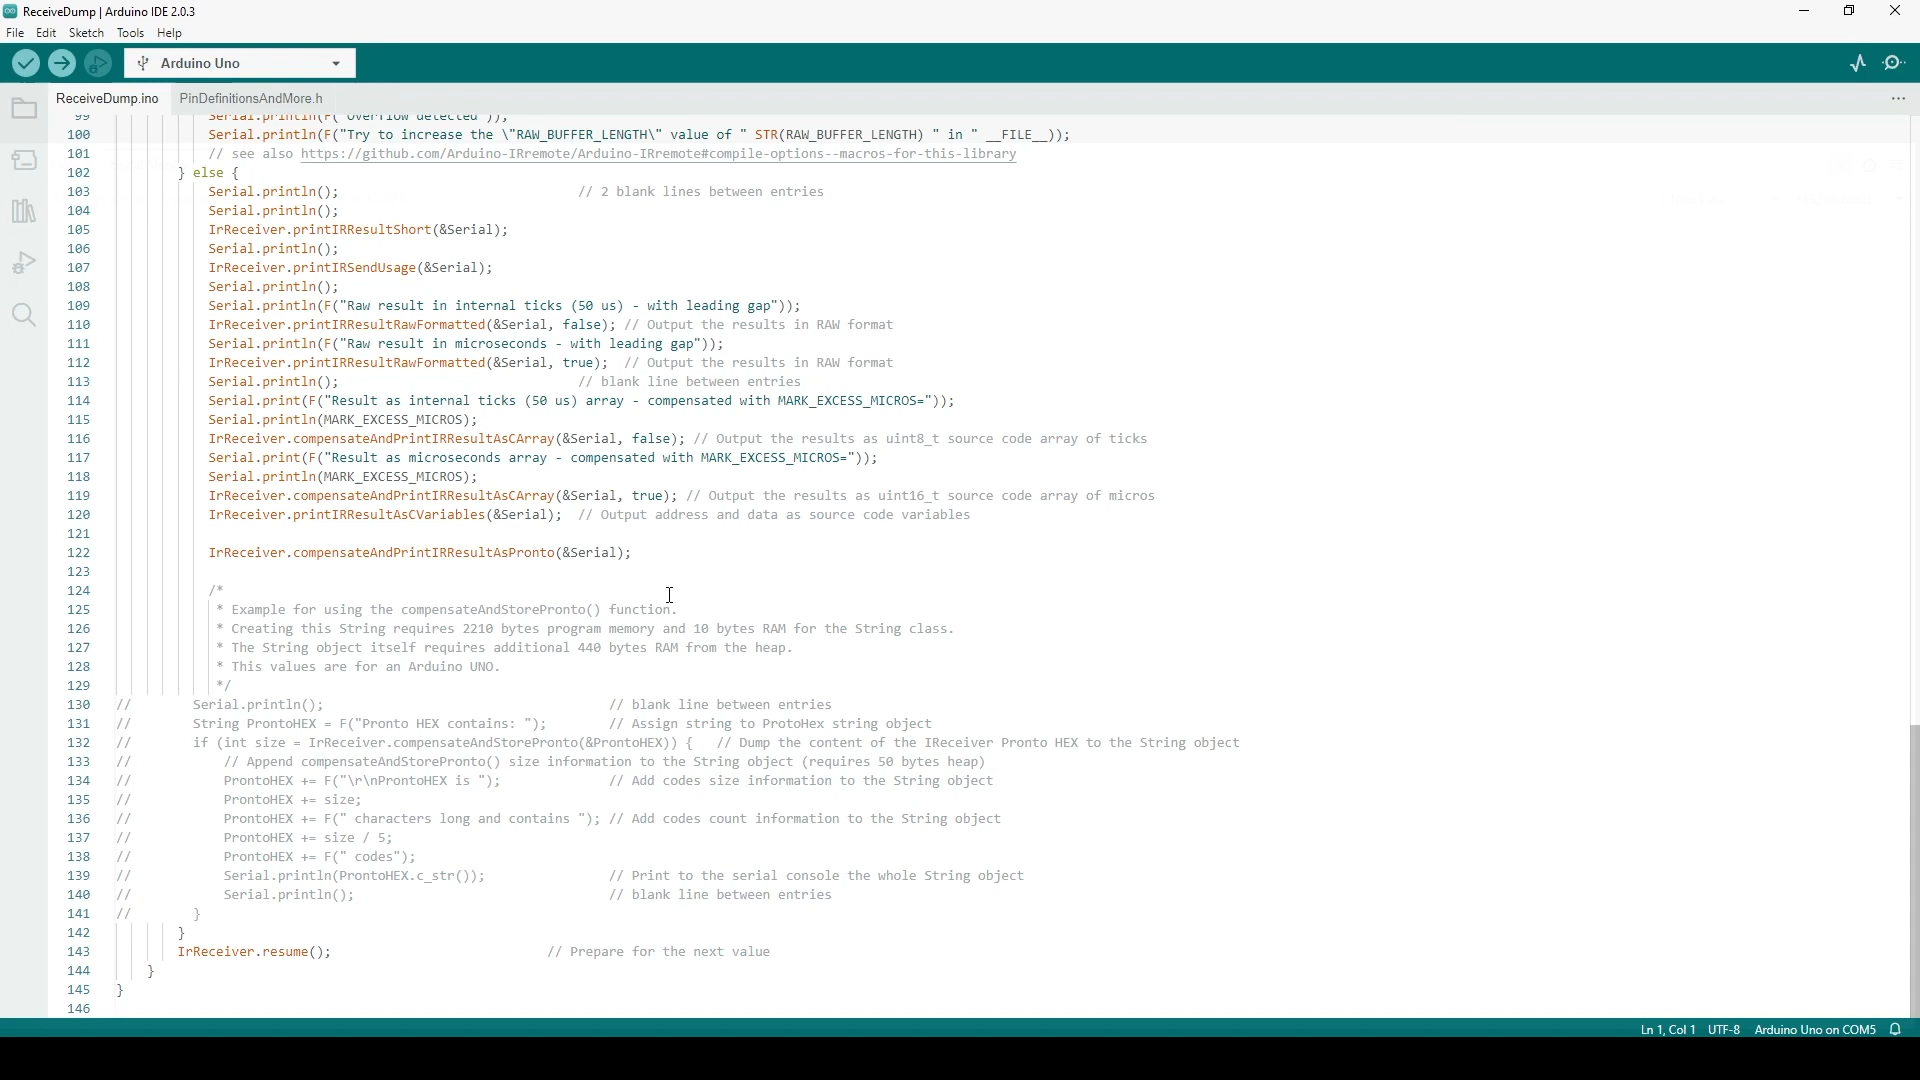 ReceiveDump | Arduino IDE 2.0.3
File Edit Sketch Tools Help
Arduino Uno
ReceiveDump.ino PinDefinitionsAndMore.h
99 Serial.println(F("Overflow detected"));
100 Serial.println(F("Try to increase the \"RAW_BUFFER_LENGTH\" value of " STR(RAW_BUFFER_LENGTH) " in " __FILE__));
101 // see also https://github.com/Arduino-IRremote/Arduino-IRremote#compile-options--macros-for-this-library
102 } else {
103 Serial.println(); // 2 blank lines between entries
104 Serial.println();
105 IrReceiver.printIRResultShort(&Serial);
106 Serial.println();
107 IrReceiver.printIRSendUsage(&Serial);
108 Serial.println();
109 Serial.println(F("Raw result in internal ticks (50 us) - with leading gap"));
110 IrReceiver.printIRResultRawFormatted(&Serial, false); // Output the results in RAW format
111 Serial.println(F("Raw result in microseconds - with leading gap"));
112 IrReceiver.printIRResultRawFormatted(&Serial, true); // Output the results in RAW format
113 Serial.println(); // blank line between entries
114 Serial.print(F("Result as internal ticks (50 us) array - compensated with MARK_EXCESS_MICROS="));
115 Serial.println(MARK_EXCESS_MICROS);
116 IrReceiver.compensateAndPrintIRResultAsCArray(&Serial, false); // Output the results as uint8_t source code array of ticks
117 Serial.print(F("Result as microseconds array - compensated with MARK_EXCESS_MICROS="));
118 Serial.println(MARK_EXCESS_MICROS);
119 IrReceiver.compensateAndPrintIRResultAsCArray(&Serial, true); // Output the results as uint16_t source code array of micros
120 IrReceiver.printIRResultAsCVariables(&Serial); // Output address and data as source code variables
121
122 IrReceiver.compensateAndPrintIRResultAsPronto(&Serial);
123
124 /*
125 * Example for using the compensateAndStorePronto() function.
126 * Creating this String requires 2210 bytes program memory and 10 bytes RAM for the String class.
127 * The String object itself requires additional 440 bytes RAM from the heap.
128 * This values are for an Arduino UNO.
129 */
130 // Serial.println(); // blank line between entries
131 // String ProntoHEX = F("Pronto HEX contains: "); // Assign string to ProtoHex string object
132 // if (int size = IrReceiver.compensateAndStorePronto(&ProntoHEX)) { // Dump the content of the IReceiver Pronto HEX to the String object
133 // // Append compensateAndStorePronto() size information to the String object (requires 50 bytes heap)
134 // ProntoHEX += F("\r\nProntoHEX is "); // Add codes size information to the String object
135 // ProntoHEX += size;
136 // ProntoHEX += F(" characters long and contains "); // Add codes count information to the String object
137 // ProntoHEX += size / 5;
138 // ProntoHEX += F(" codes");
139 // Serial.println(ProntoHEX.c_str()); // Print to the serial console the whole String object
140 // Serial.println(); // blank line between entries
141 // }
142 }
143 IrReceiver.resume(); // Prepare for the next value
144 }
145 }
146
Ln 1, Col 1 UTF-8 Arduino Uno on COM5